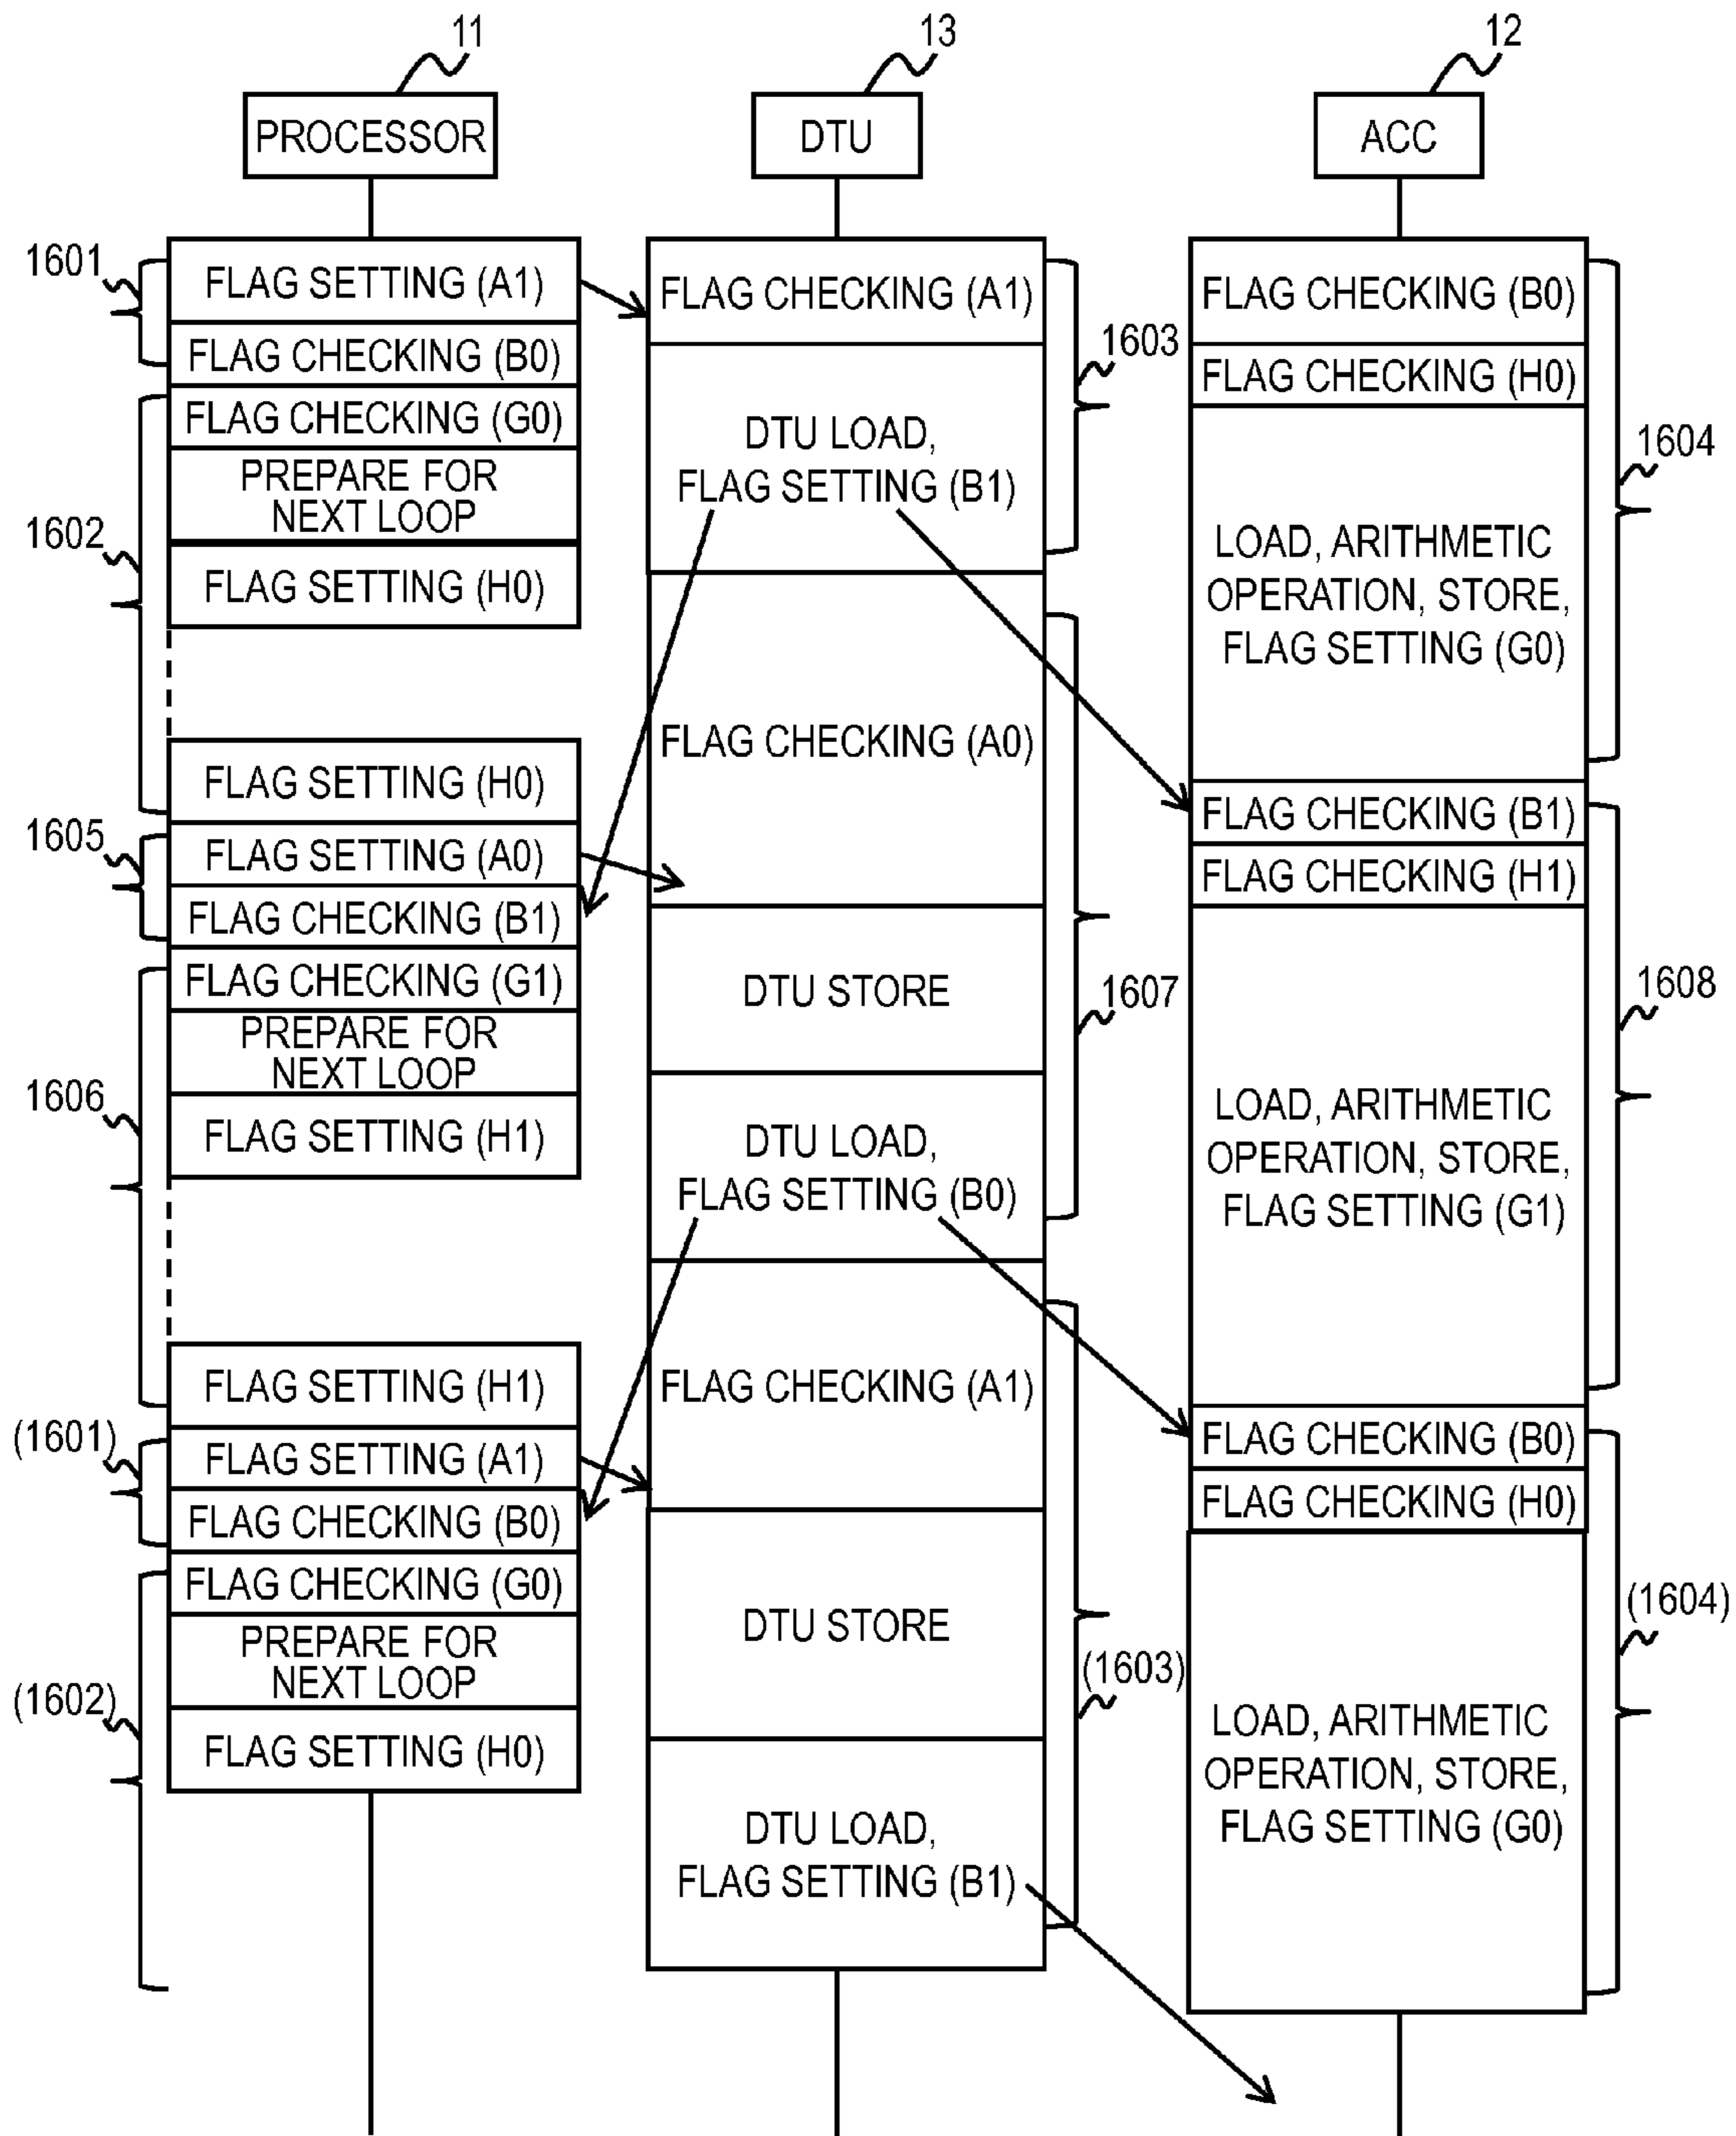 11
13
12
PROCESSOR
DTU
ACC
1601
FLAG SETTING (A1)
FLAG CHECKING (B0)
1602
FLAG CHECKING (G0)
PREPARE FOR
NEXT LOOP
FLAG SETTING (H0)
FLAG SETTING (H0)
1605
FLAG SETTING (A0)
FLAG CHECKING (B1)
1606
FLAG CHECKING (G1)
PREPARE FOR
NEXT LOOP
FLAG SETTING (H1)
FLAG SETTING (H1)
(1601)
FLAG SETTING (A1)
FLAG CHECKING (B0)
(1602)
FLAG CHECKING (G0)
PREPARE FOR
NEXT LOOP
FLAG SETTING (H0)
FLAG CHECKING (A1)
1603
DTU LOAD,
FLAG SETTING (B1)
FLAG CHECKING (A0)
DTU STORE
1607
DTU LOAD,
FLAG SETTING (B0)
FLAG CHECKING (A1)
DTU STORE
(1603)
DTU LOAD,
FLAG SETTING (B1)
FLAG CHECKING (B0)
FLAG CHECKING (H0)
1604
LOAD, ARITHMETIC
OPERATION, STORE,
FLAG SETTING (G0)
FLAG CHECKING (B1)
FLAG CHECKING (H1)
1608
LOAD, ARITHMETIC
OPERATION, STORE,
FLAG SETTING (G1)
FLAG CHECKING (B0)
FLAG CHECKING (H0)
(1604)
LOAD, ARITHMETIC
OPERATION, STORE,
FLAG SETTING (G0)